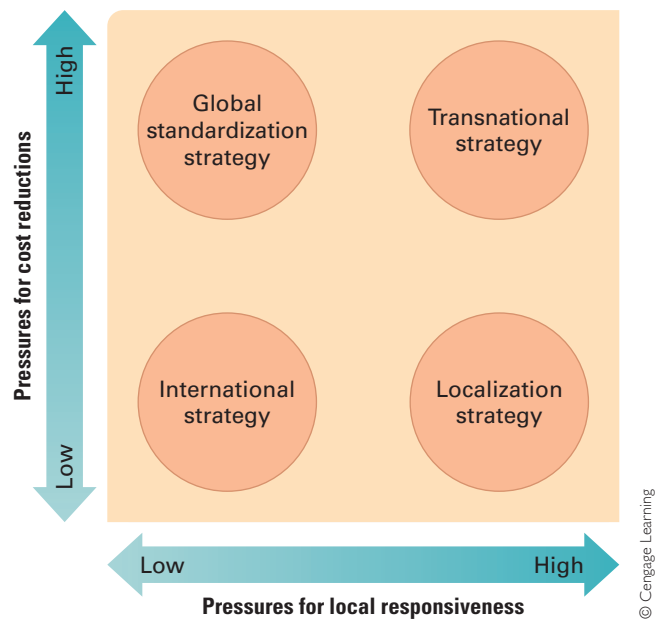 High
Pressures for cost reductions
Low
Global
standardization
strategy
Transnational
strategy
International
strategy
Localization
strategy
Low
High
Pressures for local responsiveness
© Cengage Learning